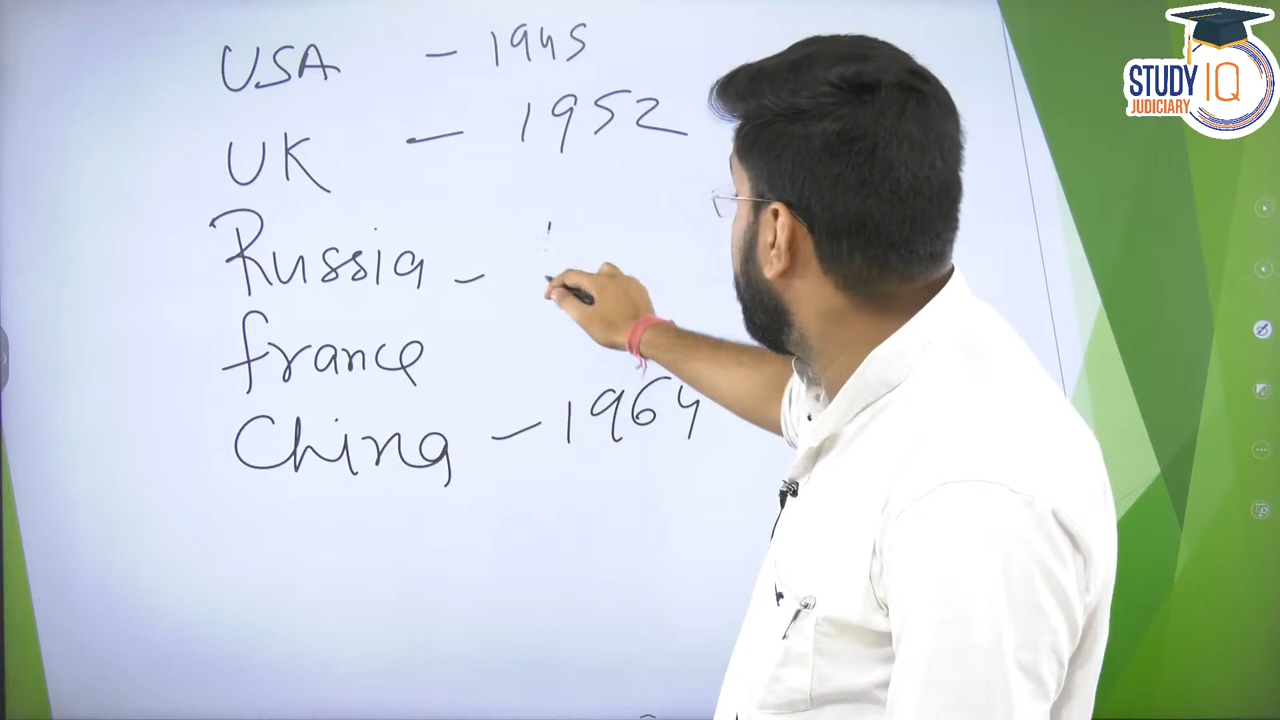 USA - 1945
UK - 1952
Russia -
france
China - 1964
STUDY IQ
JUDICIARY